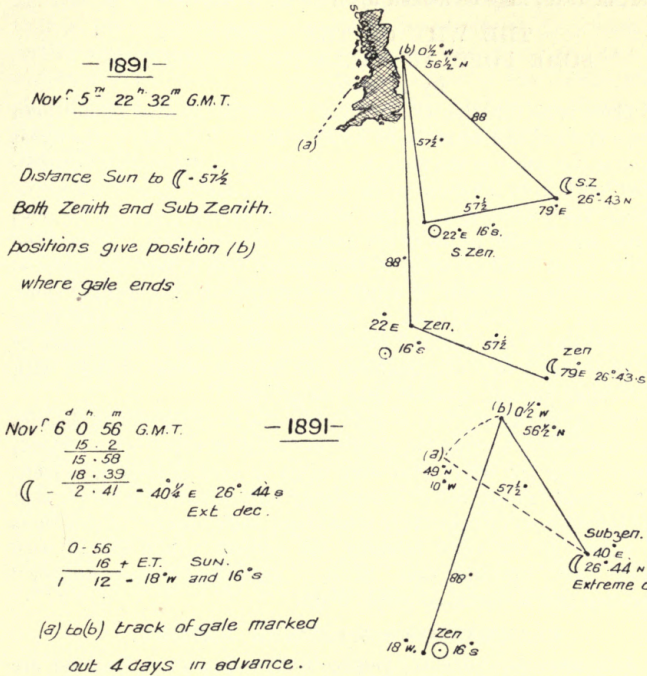 — 1891 —
Novr 5TH 22h 32m G.M.T.
Distance Sun to ☾ - 57½°
Both Zenith and Sub Zenith.
positions give position (b)
where gale ends
(b) 0½° W
56½° N
(a)
88
57½°
57½°
☾ S.Z
26°·43 N
79°E
☉ 22°E 16°S.
S Zen.
88°
22°E Zen.
☉ 16°S
57½°
Zen
☾ 79°E 26°·43·S
Novr 6d 0h 56m G.M.T.
15 · 2
15 · 58
18 · 39
☾ - 2 · 41 - 40¼° E 26° 44 S
Ext dec.
0 - 56
16 + E.T. SUN.
1 12 - 18°W and 16°S
(a) to (b) track of gale marked
out 4 days in advance.
— 1891 —
(b) 0½° W
56½° N
(a)
49°N
10°W
57½°
88°
Subzen.
40°E
☾ 26°·44 N
Extreme
Zen
18°W. ☉ 16°S